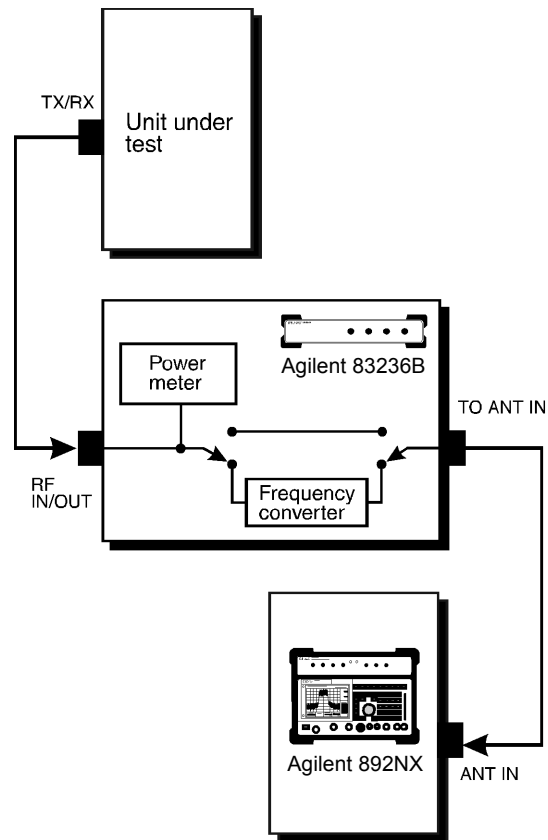 TX/RX
Unit under
test
Power
meter
Agilent 83236B
TO ANT IN
RF
IN/OUT
Frequency
converter
Agilent 892NX
ANT IN